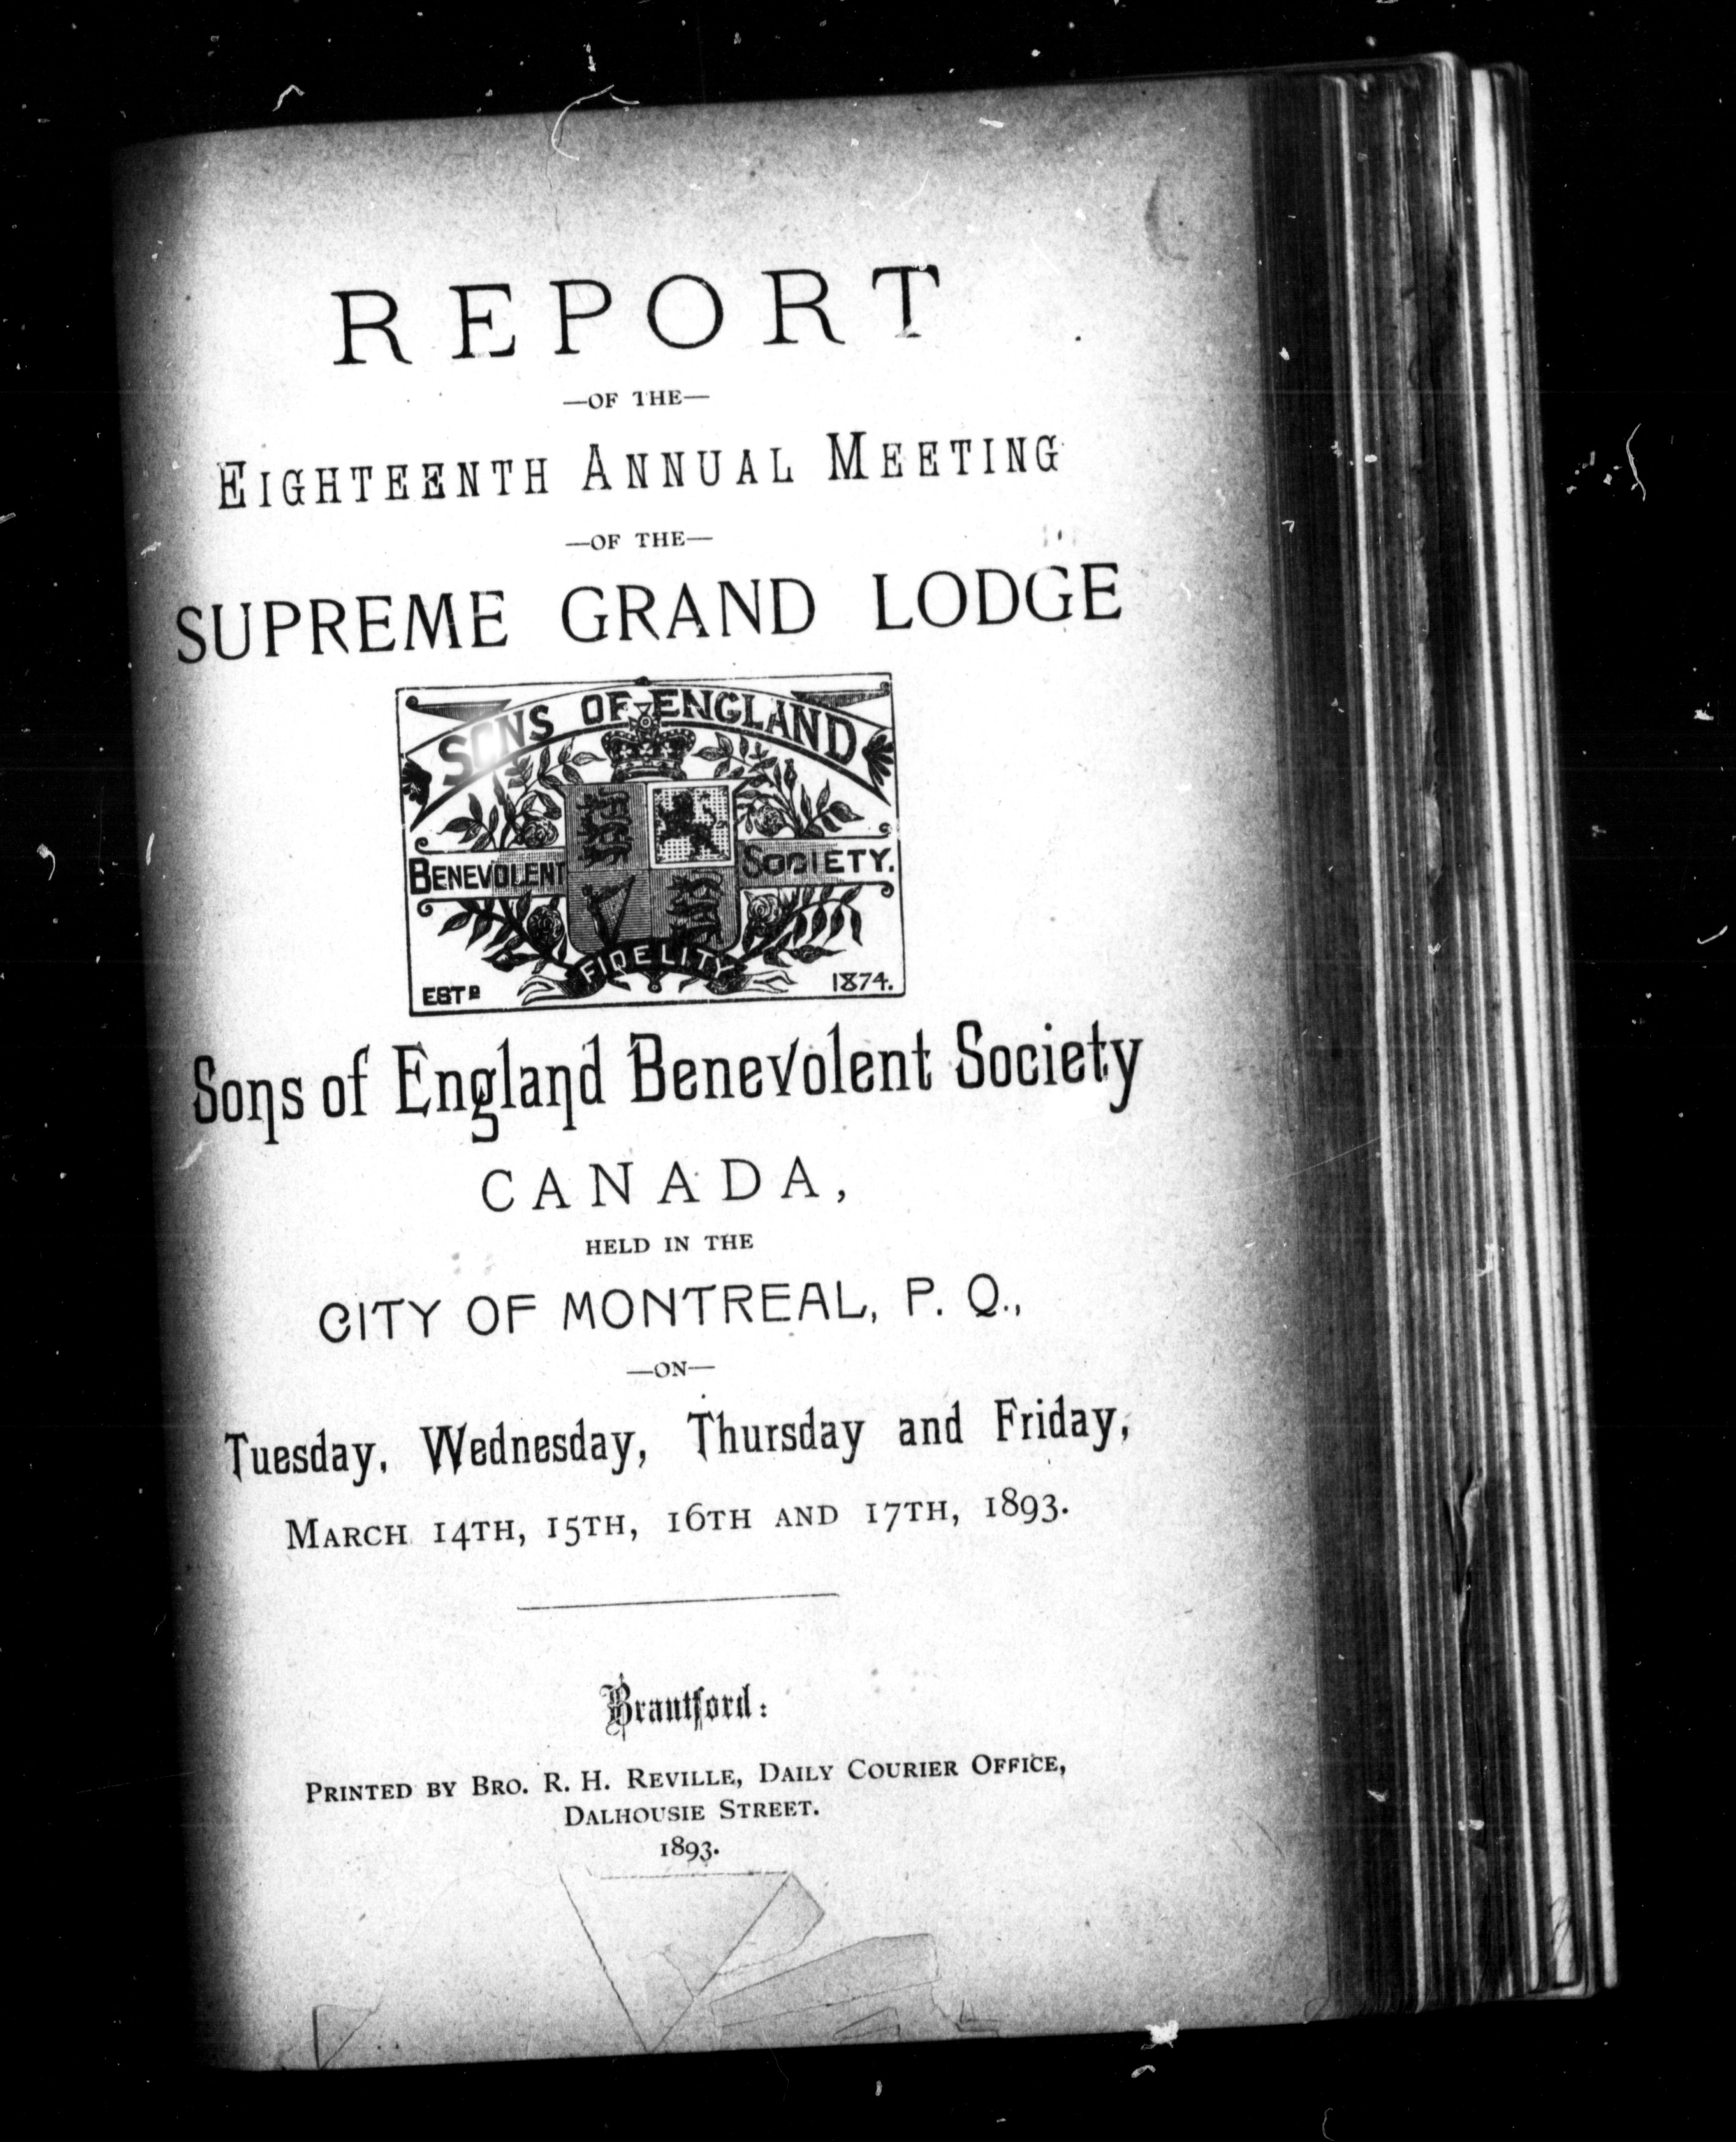 REPORT
—OF THE—
EIGHTEENTH ANNUAL MEETING
—OF THE—
SUPREME GRAND LODGE
SONS OF ENGLAND
BENEVOLENT SOCIETY.
FIDELITY
ESTD 1874.
Sons of England Benevolent Society
CANADA,
HELD IN THE
CITY OF MONTREAL, P. Q.,
—ON—
Tuesday, Wednesday, Thursday and Friday,
MARCH 14TH, 15TH, 16TH AND 17TH, 1893.
Brantford:
PRINTED BY BRO. R. H. REVILLE, DAILY COURIER OFFICE,
DALHOUSIE STREET.
1893.